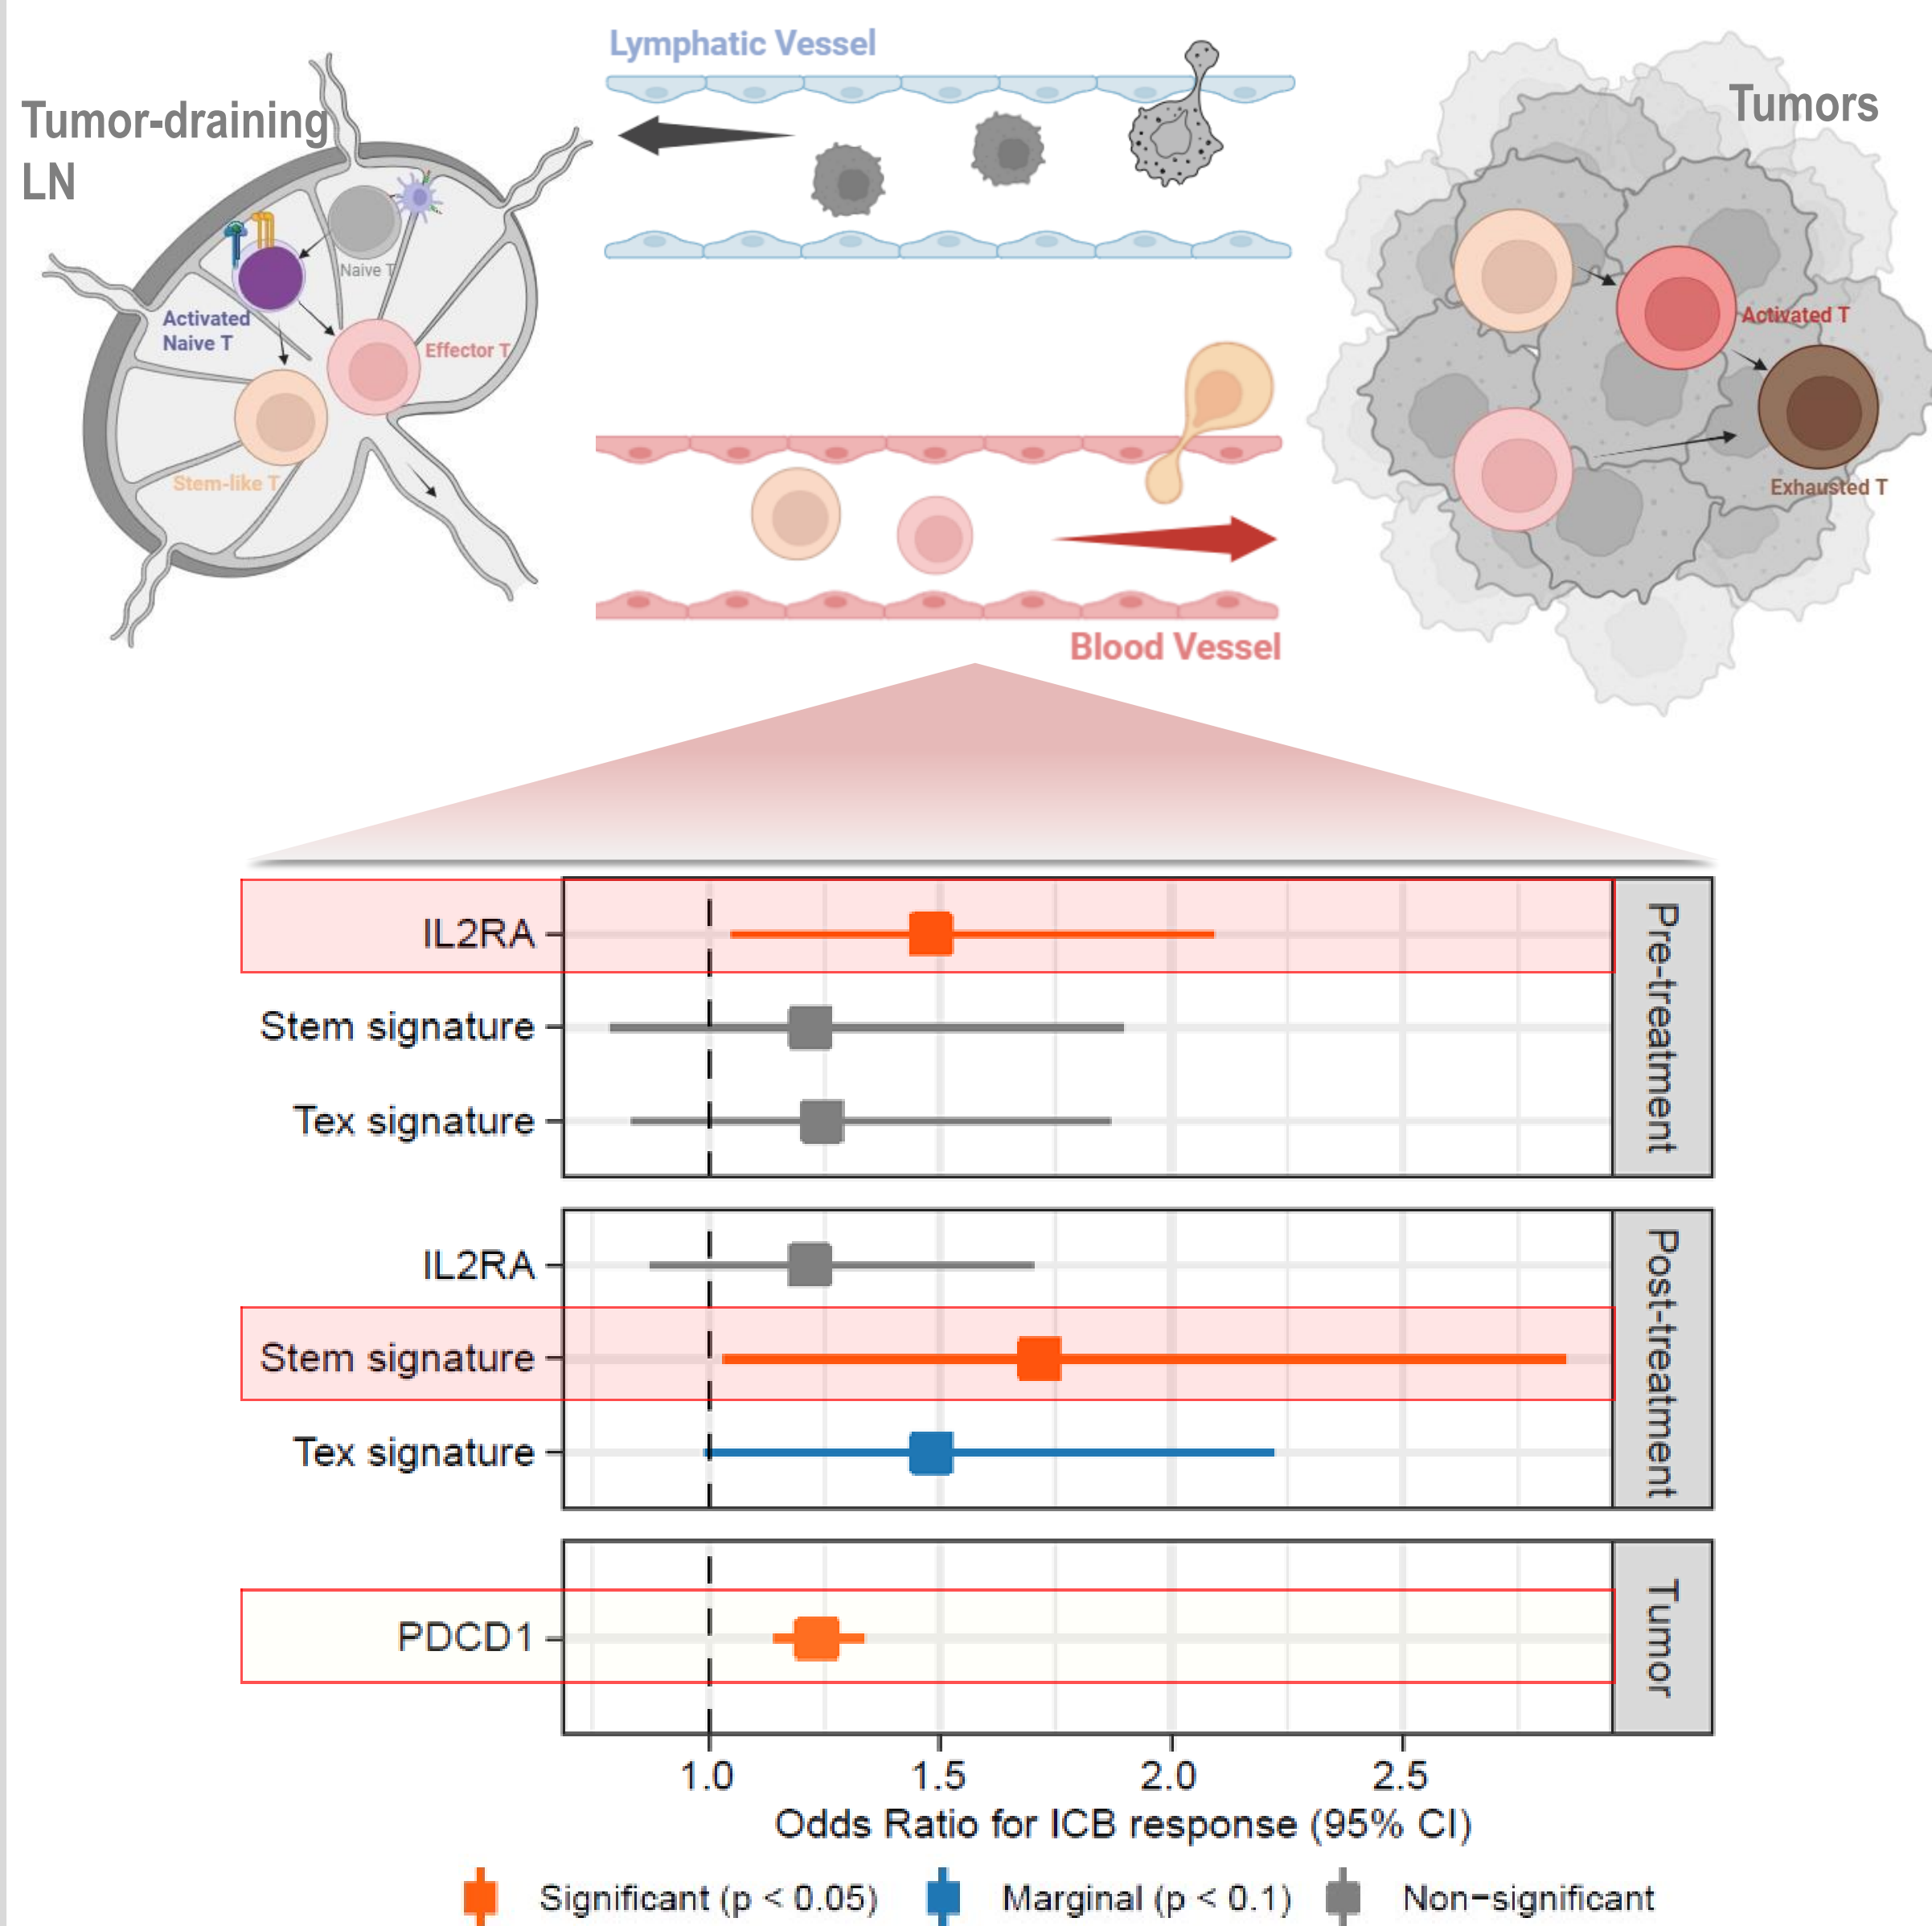 Lymphatic Vessel
Tumor-draining
LN
Tumors
Naive T
Activated
Naive T
Effector T
Stem-like T
Activated T
Exhausted T
Blood Vessel
IL2RA
Stem signature
Tex signature
Pre-treatment
IL2RA
Stem signature
Tex signature
Post-treatment
PDCD1
Tumor
1.0 1.5 2.0 2.5
Odds Ratio for ICB response (95% CI)
Significant (p < 0.05) Marginal (p < 0.1) Non−significant